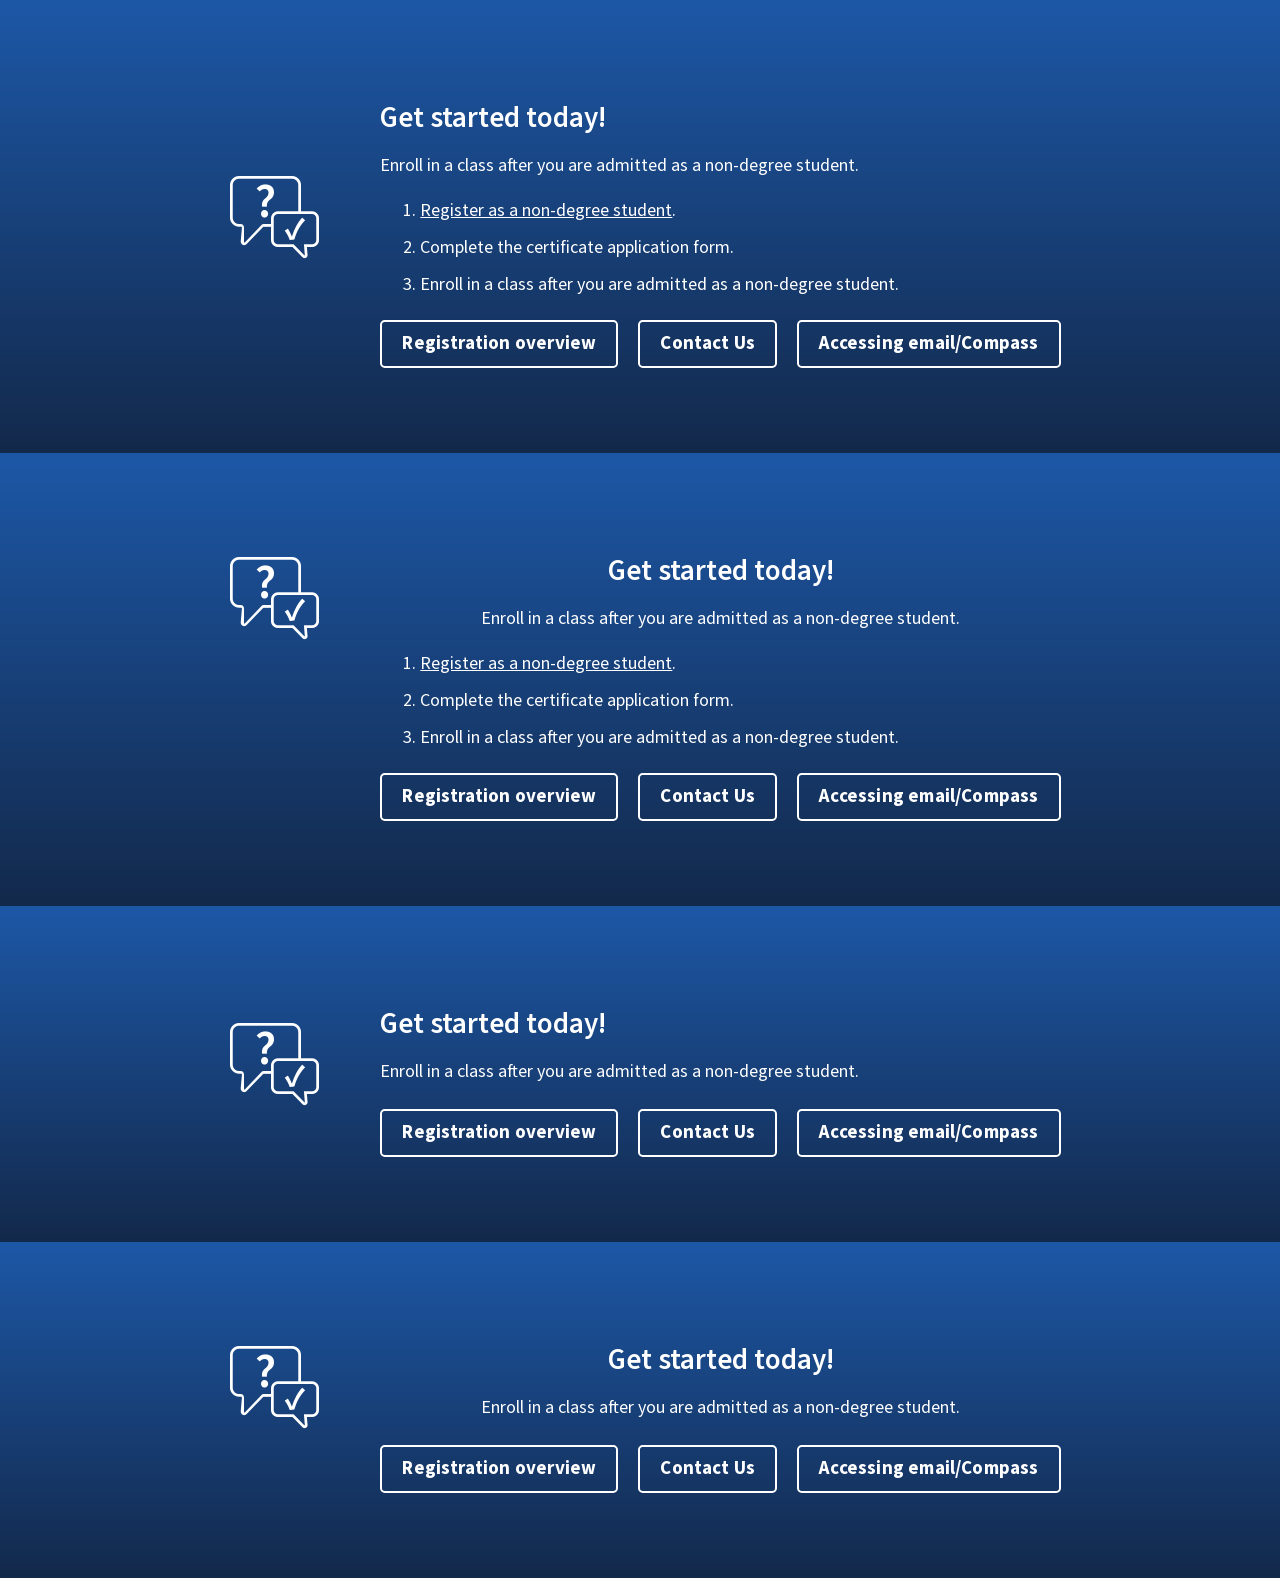 Get started today!
Enroll in a class after you are admitted as a non-degree student.
?
1. Register as a non-degree student.
2. Complete the certificate application form.
3. Enroll in a class after you are admitted as a non-degree student.
Registration overview Contact Us Accessing email/Compass
Get started today!
?
Enroll in a class after you are admitted as a non-degree student.
1. Register as a non-degree student.
2. Complete the certificate application form.
3. Enroll in a class after you are admitted as a non-degree student.
Registration overview Contact Us Accessing email/Compass
Get started today!
?
Enroll in a class after you are admitted as a non-degree student.
Registration overview Contact Us Accessing email/Compass
Get started today!
?
Enroll in a class after you are admitted as a non-degree student.
Registration overview Contact Us Accessing email/Compass